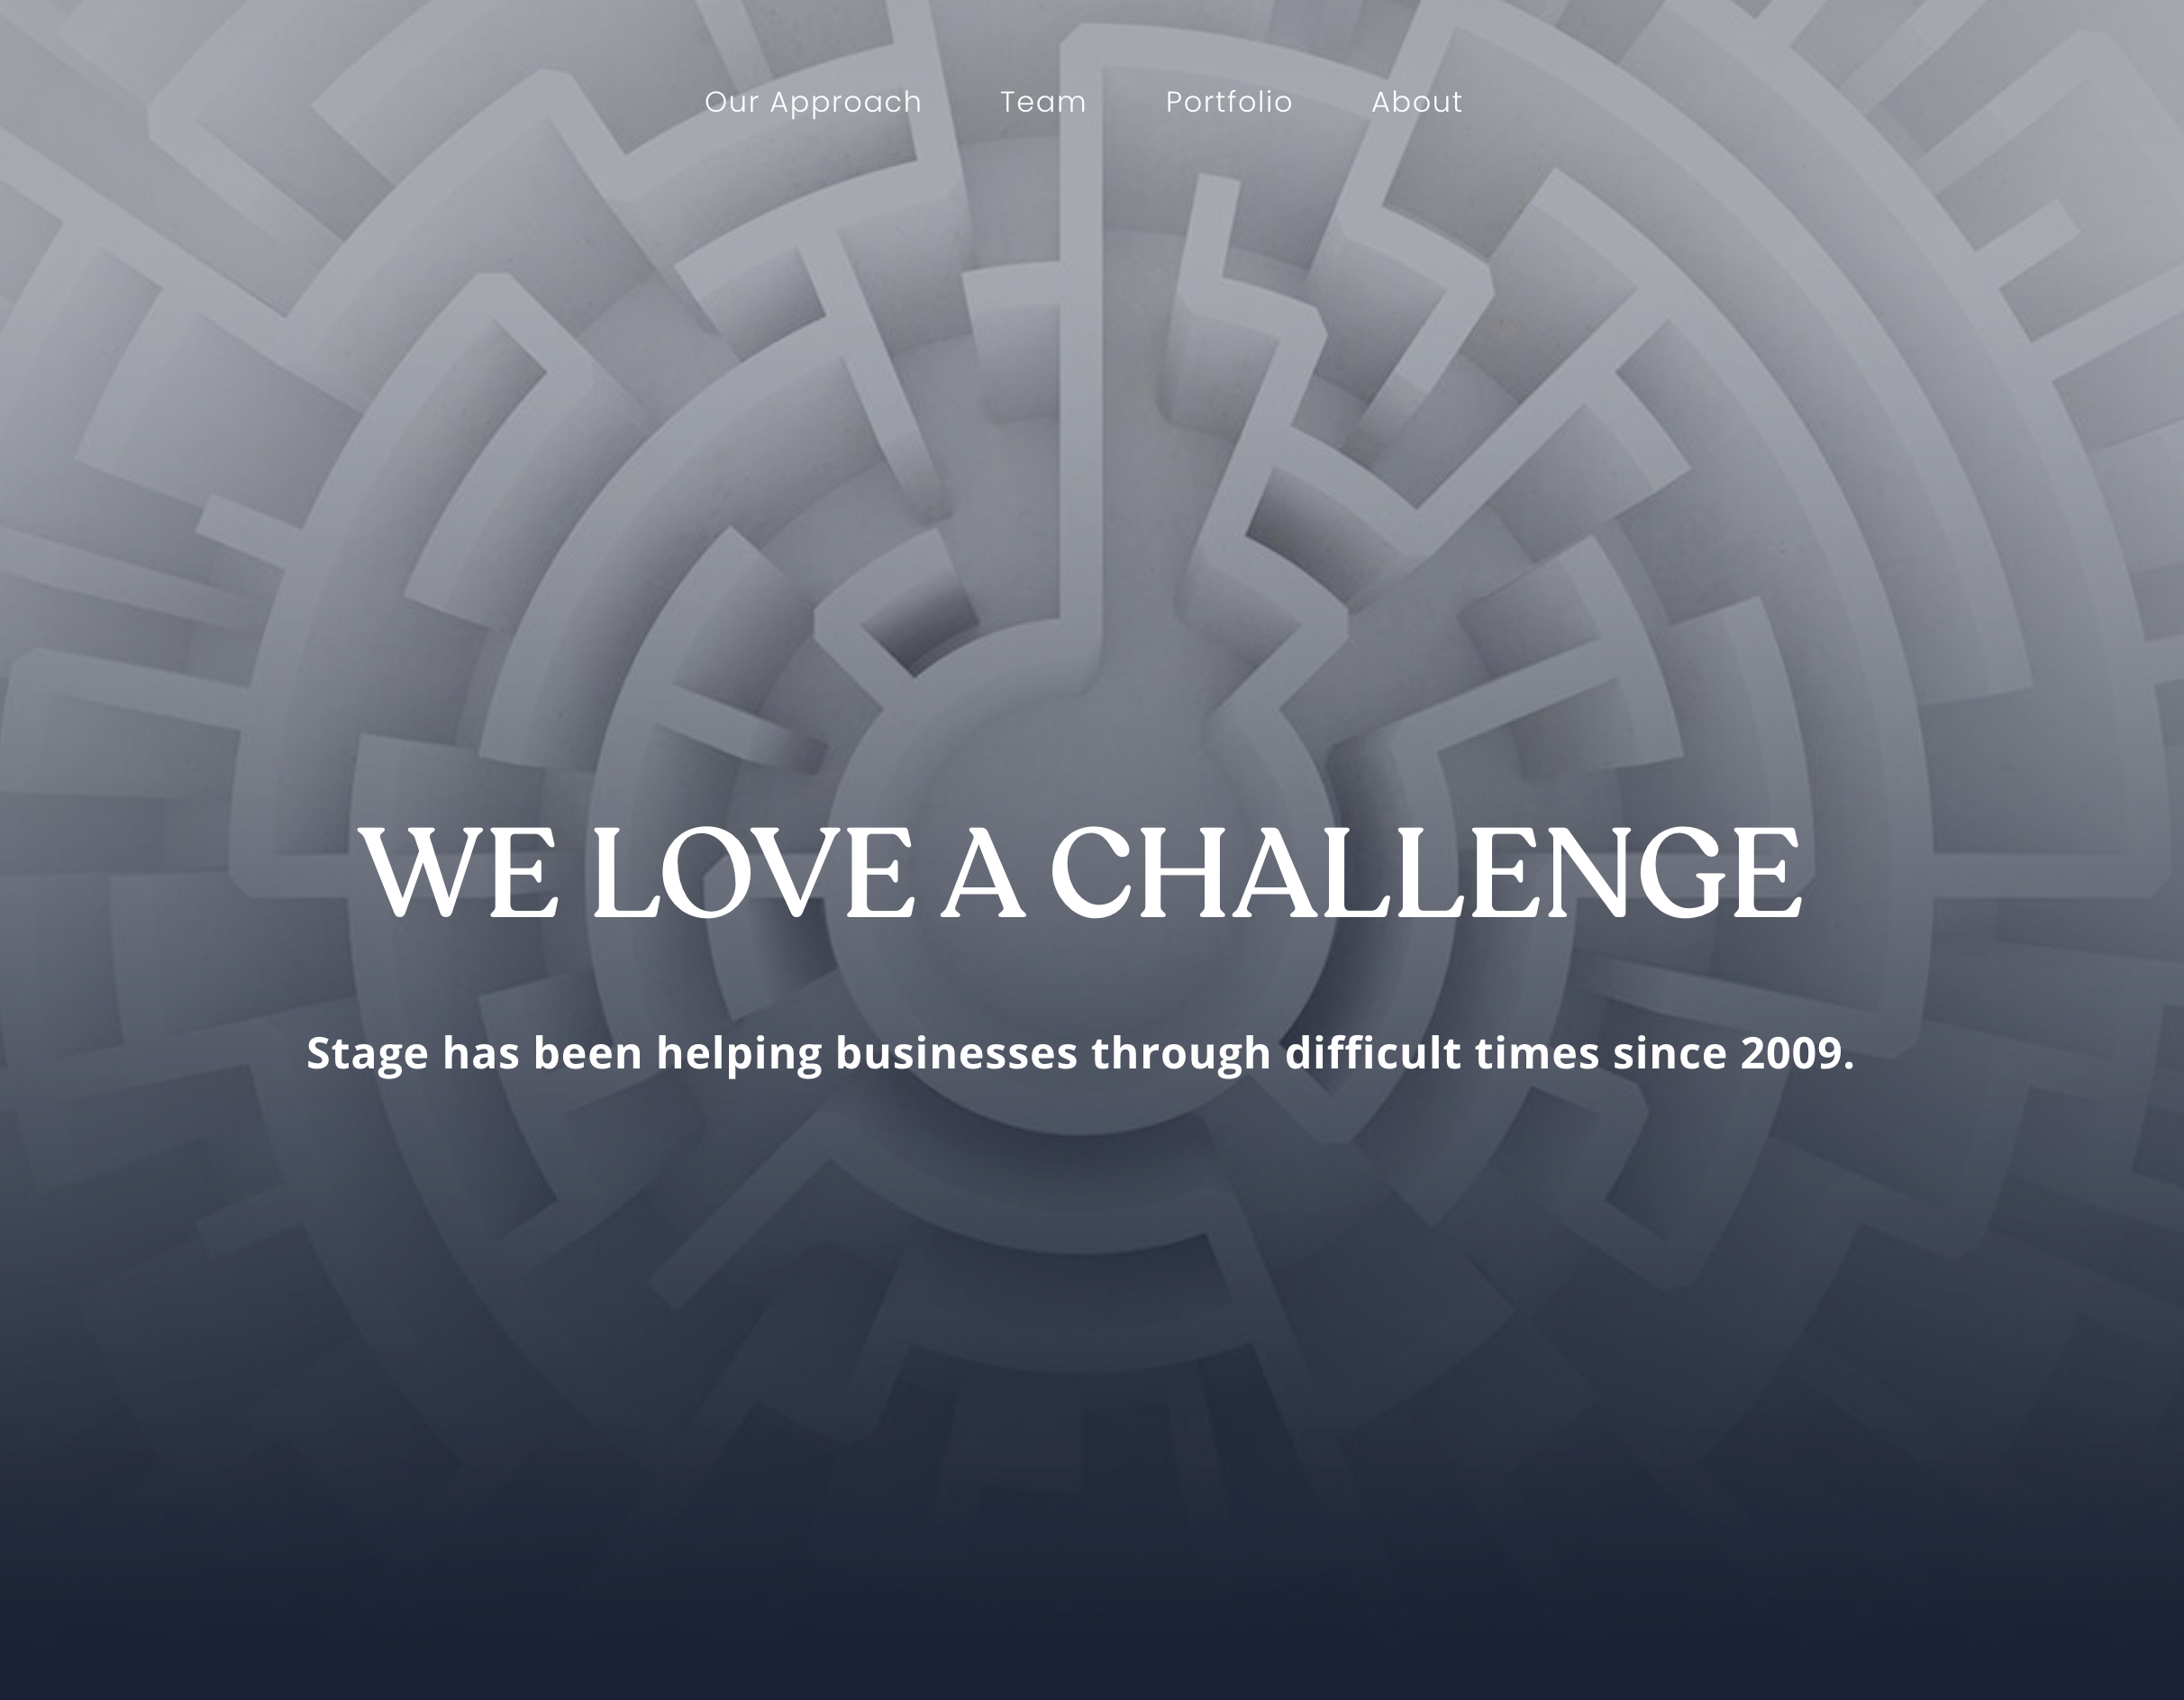 Our Approach Team Portfolio About
WE LOVE A CHALLENGE
Stage has been helping businesses through difficult times since 2009.